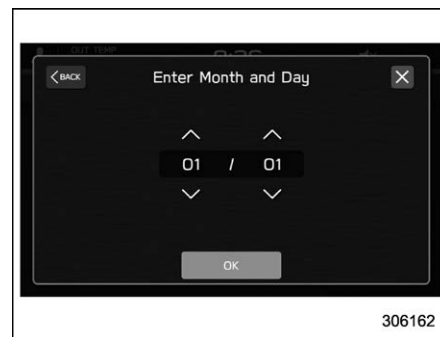 OUT TEMP
BACK
Enter Month and Day
01 / 01
OK
306162